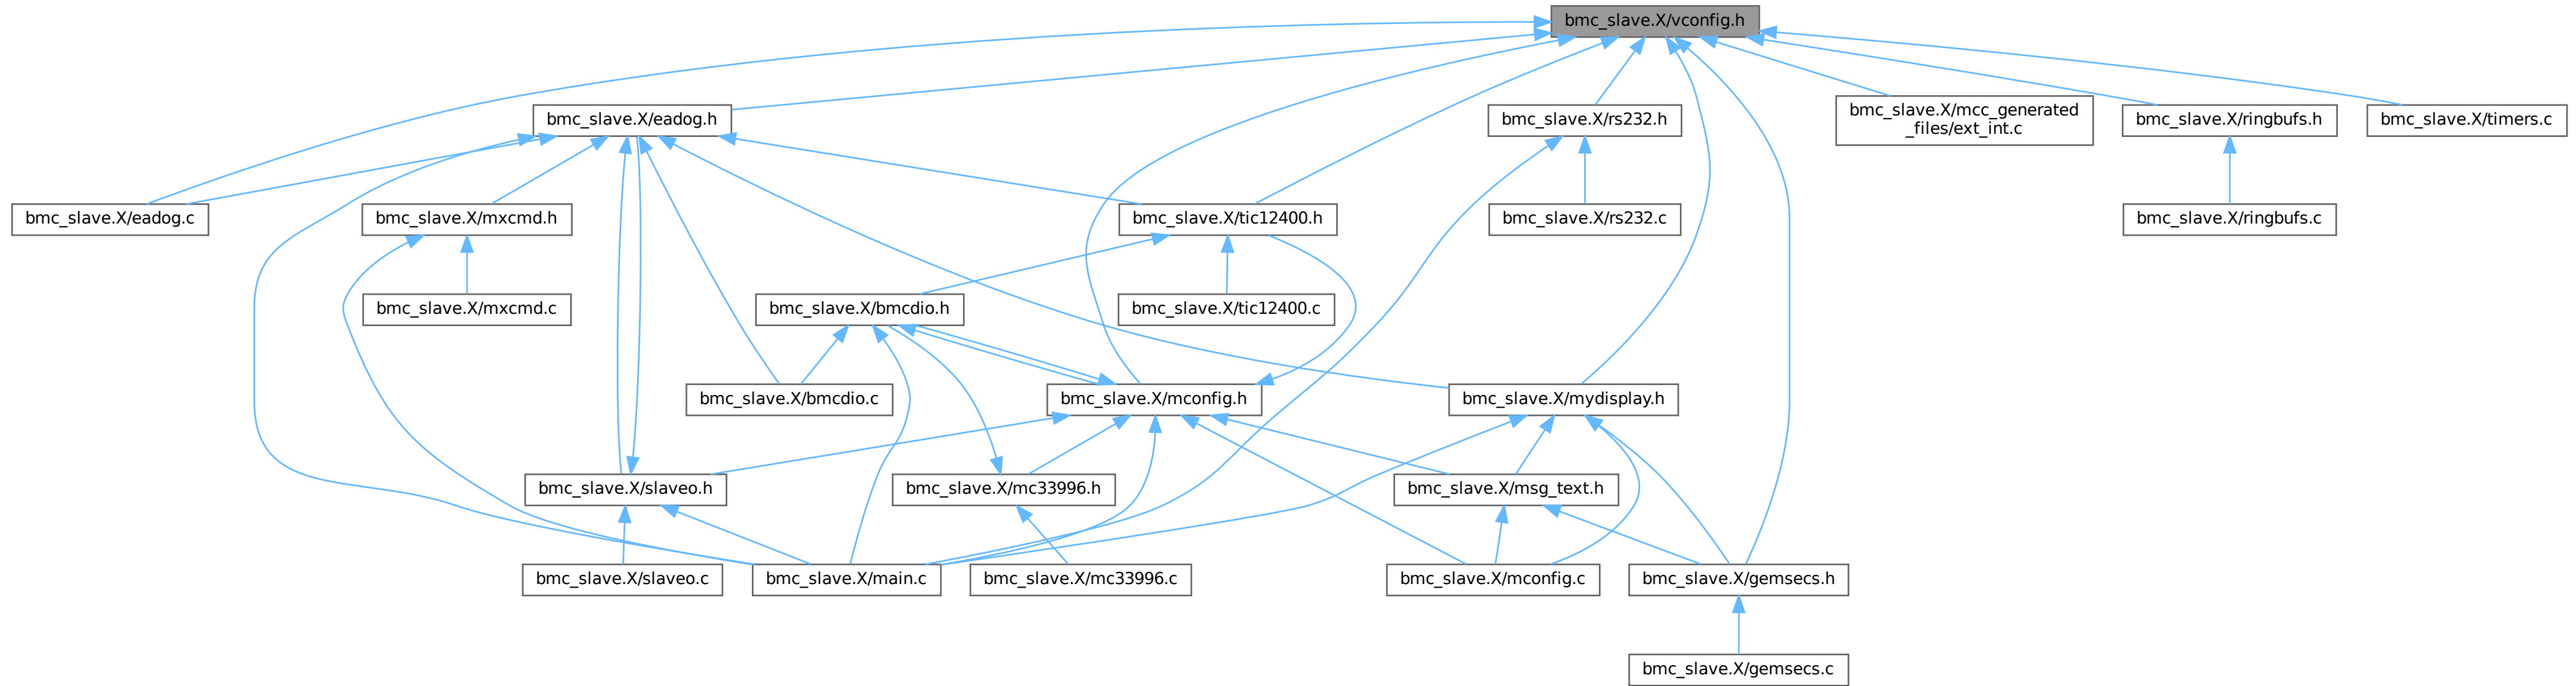 bmc_slave.X/vconfig.h
bmc_slave.X/eadog.h
bmc_slave.X/rs232.h
bmc_slave.X/mcc_generated
_files/ext_int.c
bmc_slave.X/ringbufs.h
bmc_slave.X/timers.c
bmc_slave.X/eadog.c
bmc_slave.X/mxcmd.h
bmc_slave.X/tic12400.h
bmc_slave.X/rs232.c
bmc_slave.X/ringbufs.c
bmc_slave.X/mxcmd.c
bmc_slave.X/bmcdio.h
bmc_slave.X/tic12400.c
bmc_slave.X/bmcdio.c
bmc_slave.X/mconfig.h
bmc_slave.X/mydisplay.h
bmc_slave.X/slaveo.h
bmc_slave.X/mc33996.h
bmc_slave.X/msg_text.h
bmc_slave.X/slaveo.c
bmc_slave.X/main.c
bmc_slave.X/mc33996.c
bmc_slave.X/mconfig.c
bmc_slave.X/gemsecs.h
bmc_slave.X/gemsecs.c